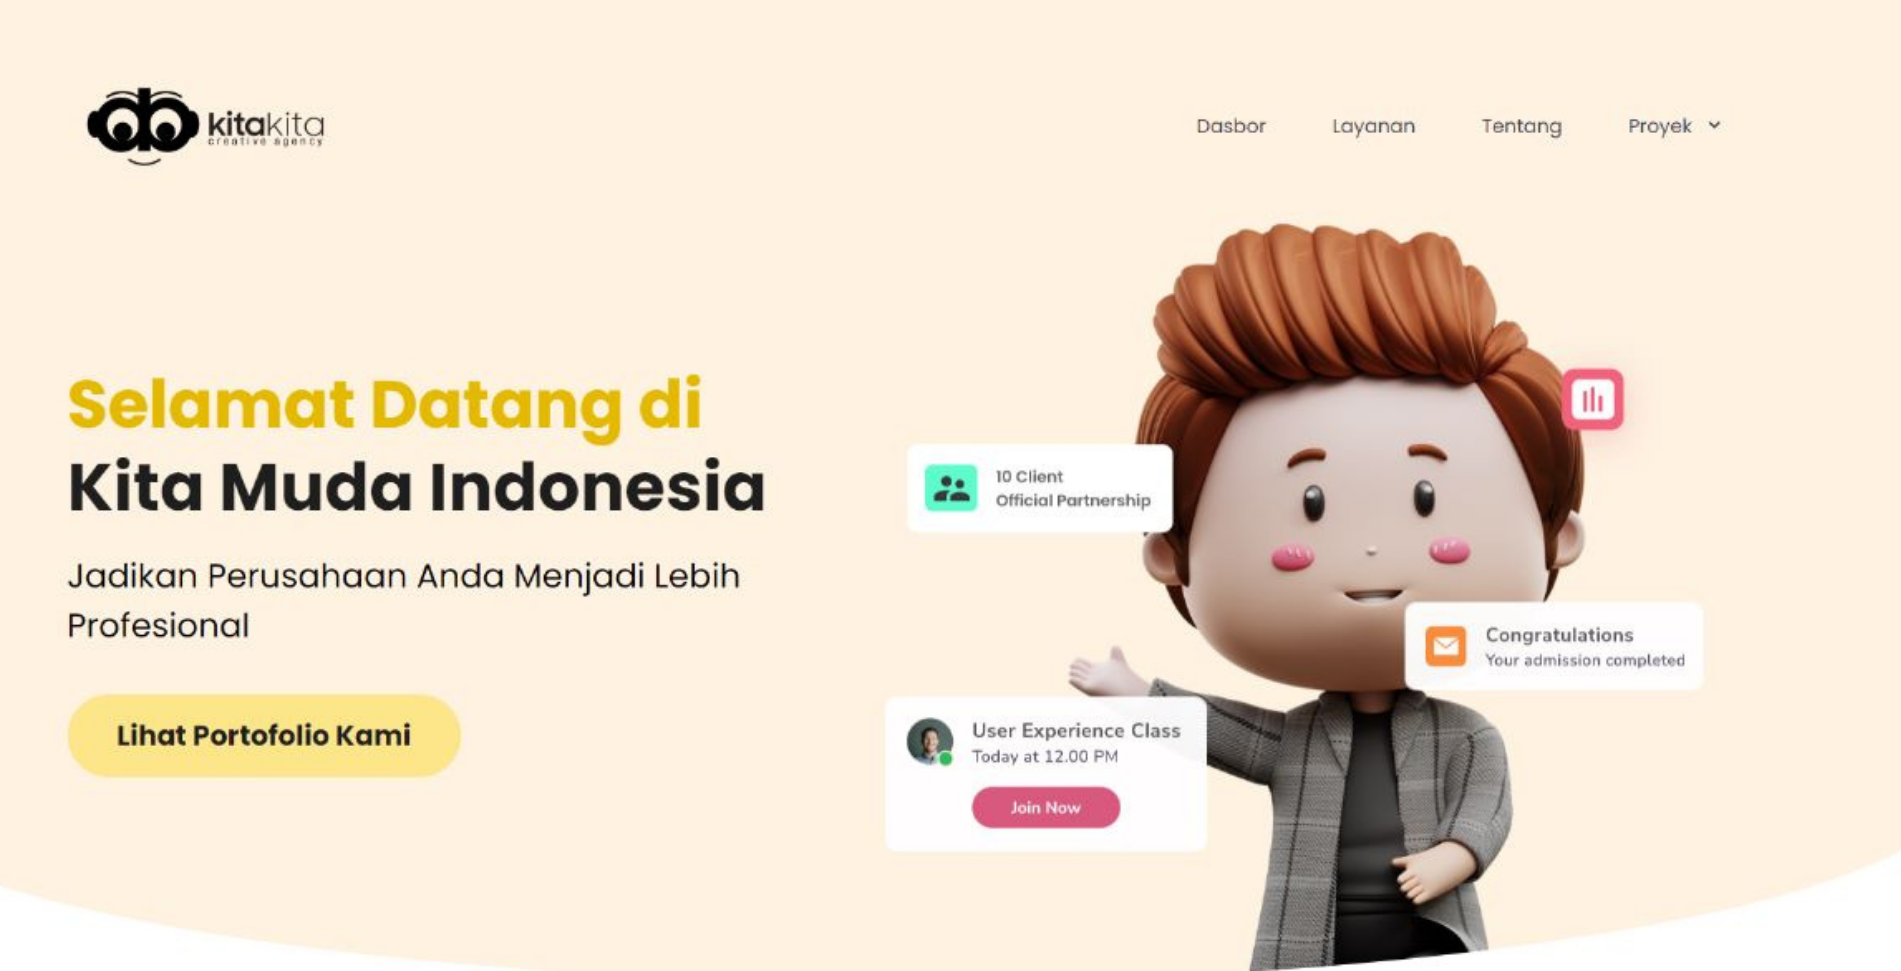 kitakita
creative agency
Dasbor
Layanan
Tentang
Proyek
Selamat Datang di
Kita Muda Indonesia
Jadikan Perusahaan Anda Menjadi Lebih
Profesional
Lihat Portofolio Kami
10 Client
Official Partnership
Congratulations
Your admission completed
User Experience Class
Today at 12.00 PM
Join Now